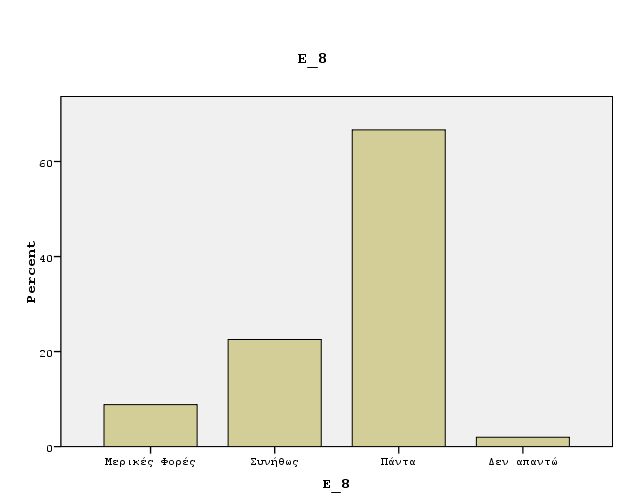 E_8
Percent
60
40
20
0
Μερικές Φορές
Συνήθως
Πάντα
Δεν απαντώ
E_8